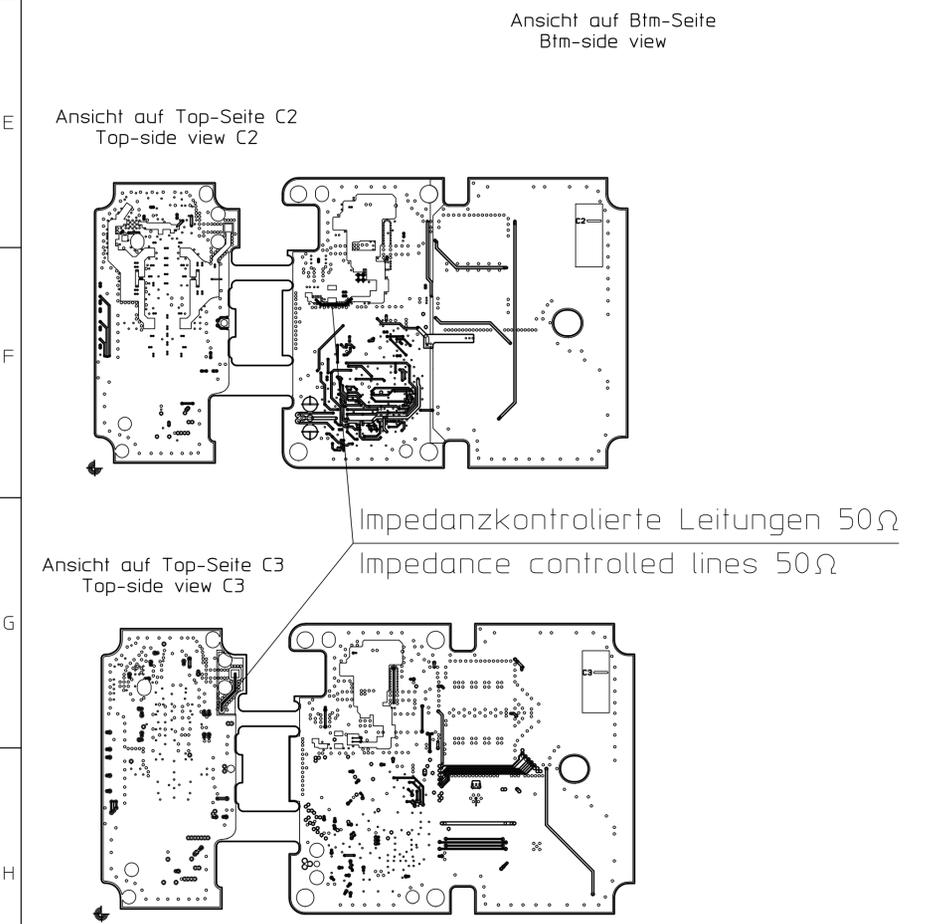 Ansicht auf Btm-Seite
Btm-side view
E
Ansicht auf Top-Seite C2
Top-side view C2
C2
F
Impedanzkontrolierte Leitungen 50Ω
Impedance controlled lines 50Ω
Ansicht auf Top-Seite C3
Top-side view C3
G
C3
H